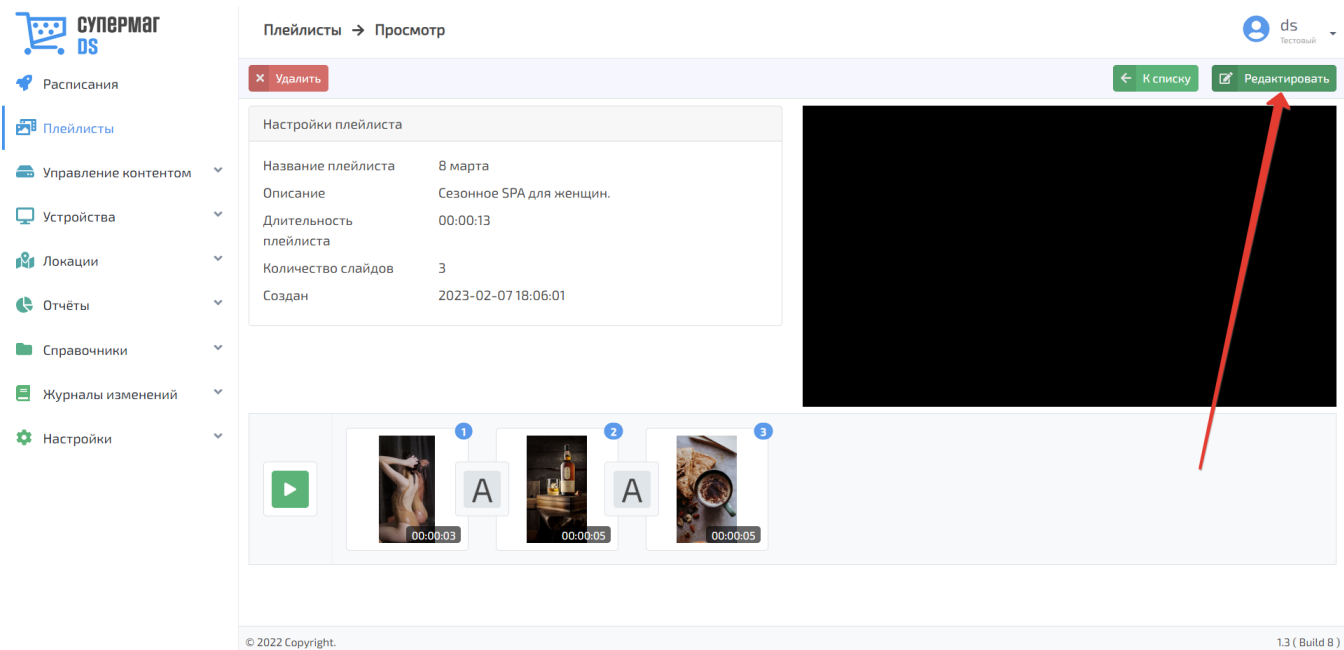 СУПЕРМАГ
DS
Плейлисты → Просмотр
ds
Тестовый
Расписания
Плейлисты
Управление контентом
Устройства
Локации
Отчёты
Справочники
Журналы изменений
Настройки
× Удалить
← К списку
Редактировать
Настройки плейлиста
Название плейлиста 8 марта
Описание Сезонное SPA для женщин.
Длительность плейлиста 00:00:13
Количество слайдов 3
Создан 2023-02-07 18:06:01
1 2 3
A A
00:00:03 00:00:05 00:00:05
© 2022 Copyright. 1.3 ( Build 8 )